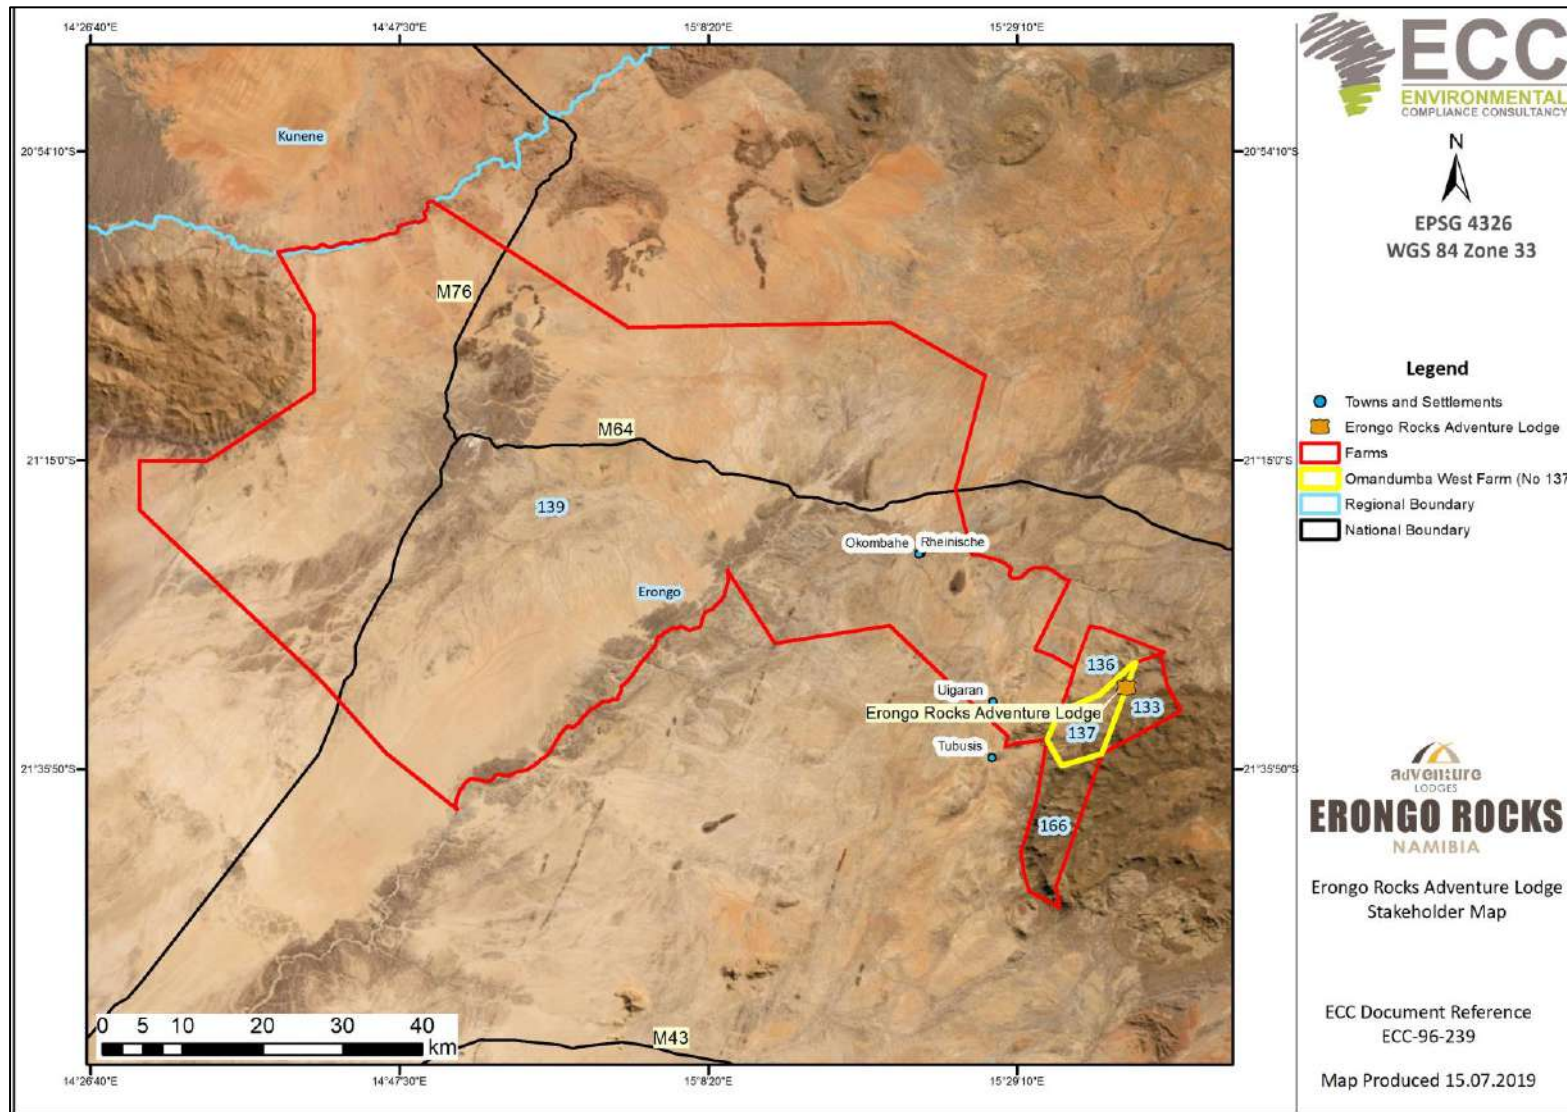 14°26'40"E
14°47'30"E
15°8'20"E
15°29'10"E
20°54'10"S
20°54'10"S
21°15'0"S
21°15'0"S
21°35'50"S
21°35'50"S
Kunene
M76
M64
139
Okombahe
Rheinische
Erongo
136
Uigaran
Erongo Rocks Adventure Lodge
133
137
Tubusis
166
M43
0 5 10 20 30 40
km
14°26'40"E
14°47'30"E
15°8'20"E
15°29'10"E
ECC
ENVIRONMENTAL
COMPLIANCE CONSULTANCY
N
EPSG 4326
WGS 84 Zone 33
Legend
Towns and Settlements
Erongo Rocks Adventure Lodge
Farms
Omandumba West Farm (No 137
Regional Boundary
National Boundary
adventure
LODGES
ERONGO ROCKS
NAMIBIA
Erongo Rocks Adventure Lodge
Stakeholder Map
ECC Document Reference
ECC-96-239
Map Produced 15.07.2019